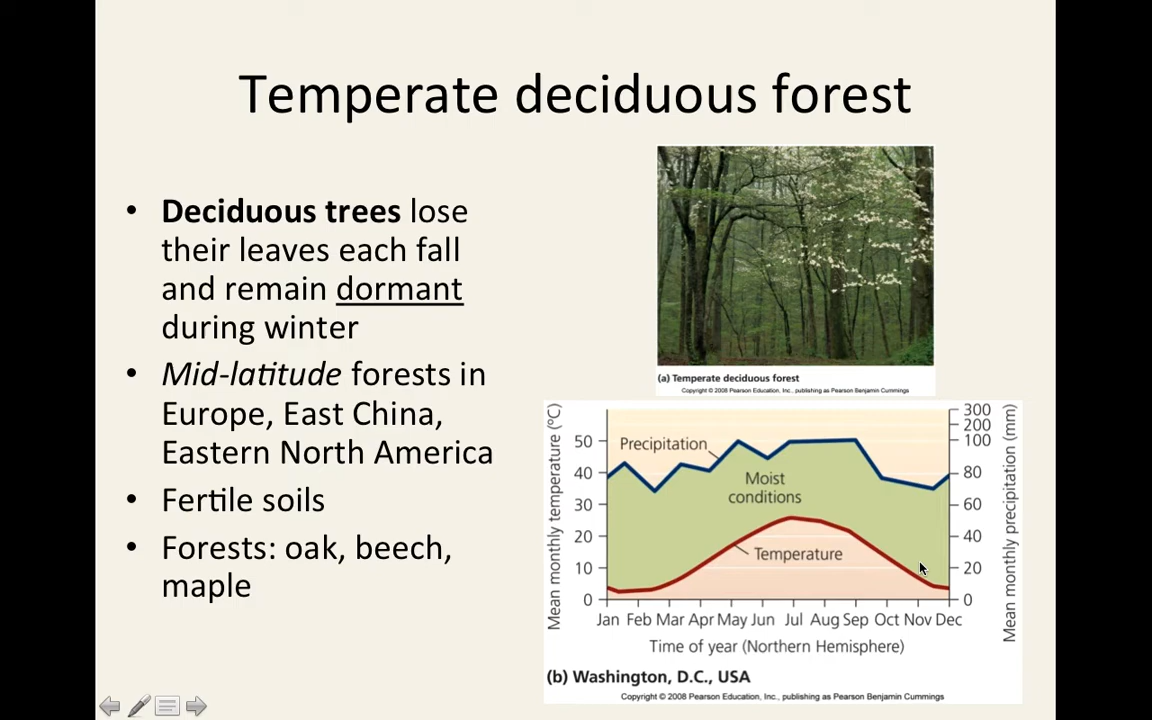 Temperate deciduous forest
• Deciduous trees lose
their leaves each fall
and remain dormant
during winter
• Mid-latitude forests in
Europe, East China,
Eastern North America
• Fertile soils
• Forests: oak, beech,
maple
(a) Temperate deciduous forest
Copyright © 2008 Pearson Education, Inc., publishing as Pearson Benjamin Cummings
Mean monthly temperature (°C)
50
40
30
20
10
0
Precipitation
Moist
conditions
Temperature
300
200
100
80
60
40
20
0
Mean monthly precipitation (mm)
Jan Feb Mar Apr May Jun Jul Aug Sep Oct Nov Dec
Time of year (Northern Hemisphere)
(b) Washington, D.C., USA
Copyright © 2008 Pearson Education, Inc., publishing as Pearson Benjamin Cummings